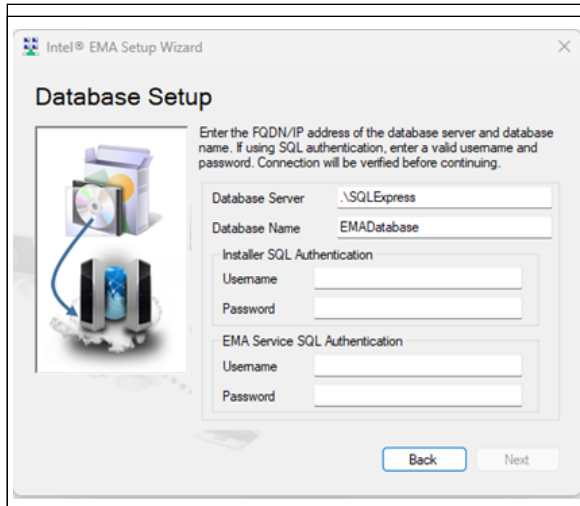 Intel® EMA Setup Wizard
Database Setup
Enter the FQDN/IP address of the database server and database
name. If using SQL authentication, enter a valid username and
password. Connection will be verified before continuing.
Database Server .\SQLExpress
Database Name EMADatabase
Installer SQL Authentication
Username
Password
EMA Service SQL Authentication
Username
Password
Back Next